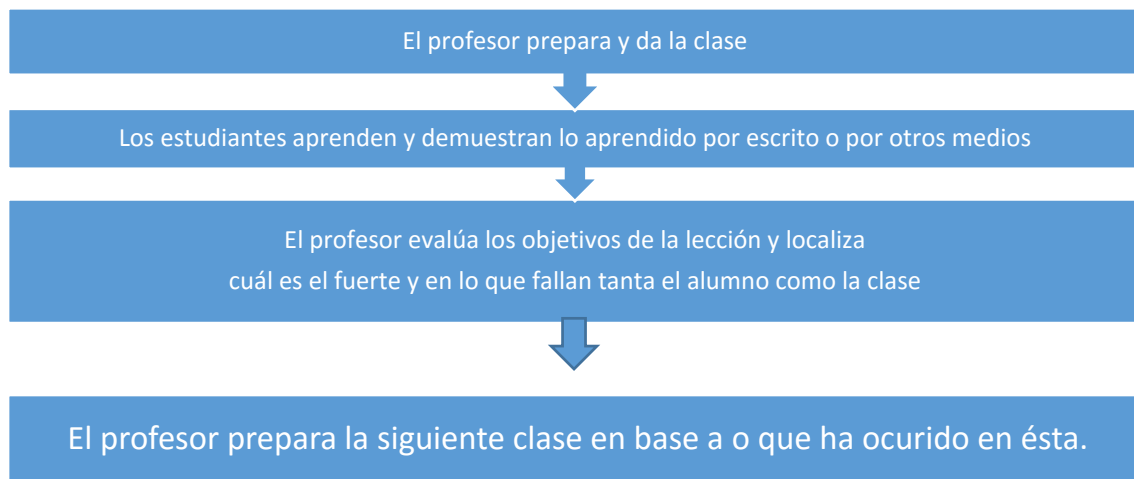 El profesor prepara y da la clase
Los estudiantes aprenden y demuestran lo aprendido por escrito o por otros medios
El profesor evalúa los objetivos de la lección y localiza
cuál es el fuerte y en lo que fallan tanta el alumno como la clase
El profesor prepara la siguiente clase en base a o que ha ocurido en ésta.